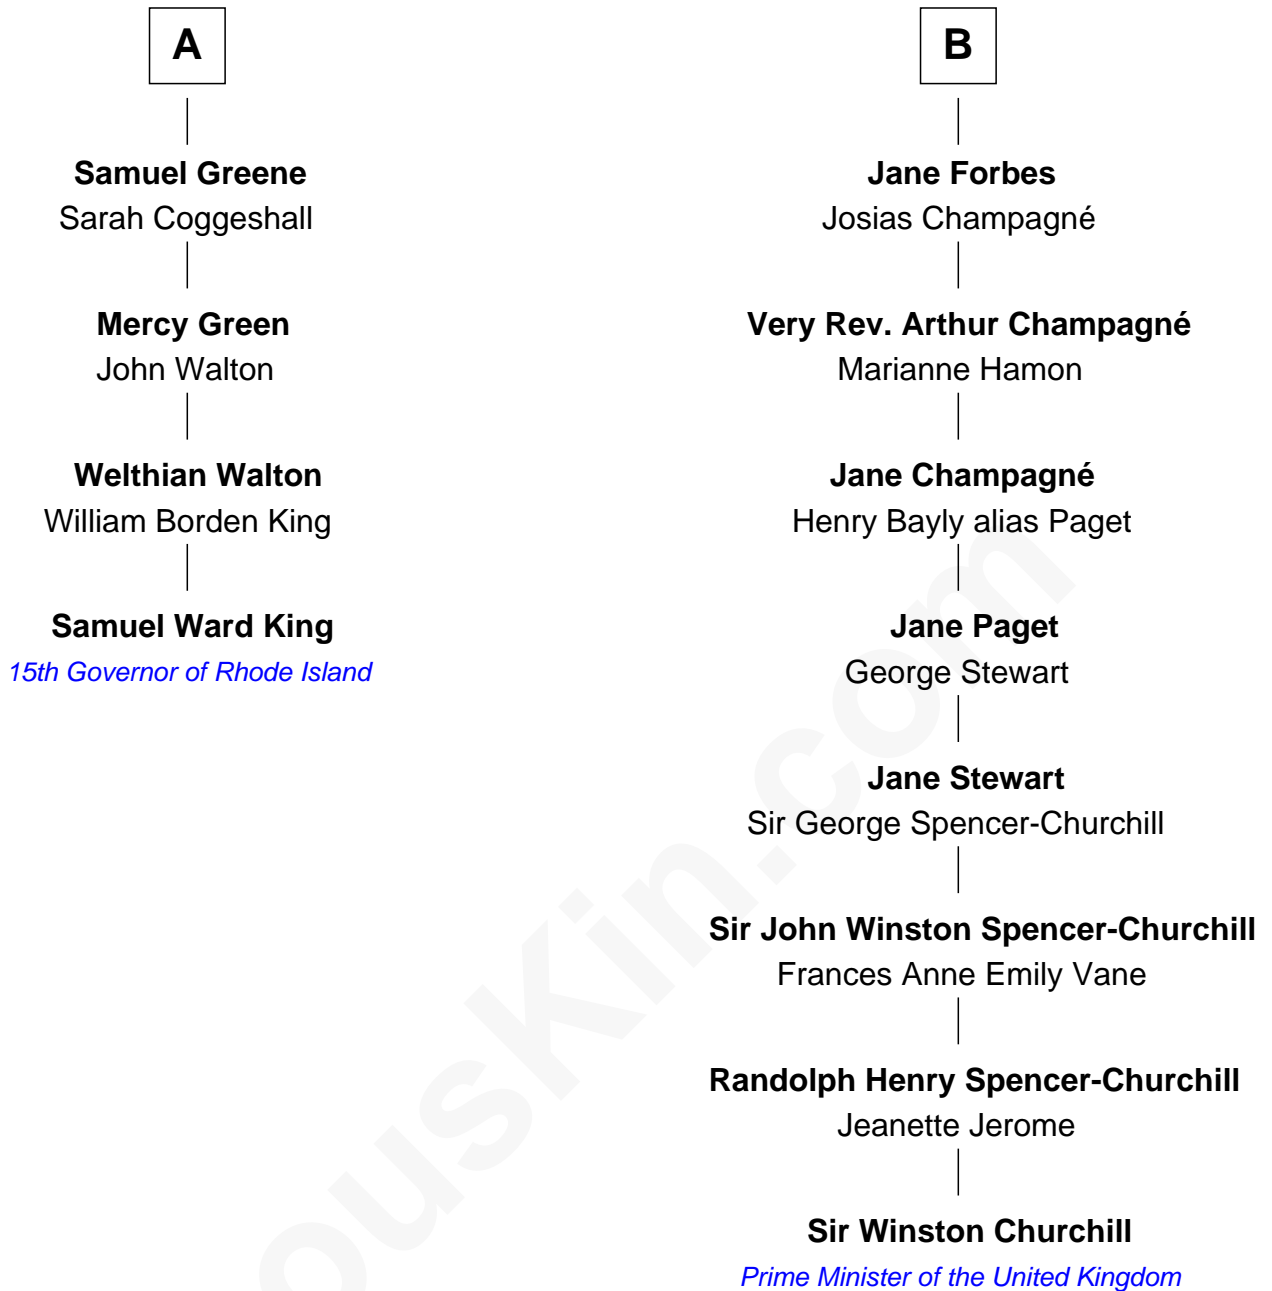 A
Samuel Greene
Sarah Coggeshall
Mercy Green
John Walton
Welthian Walton
William Borden King
Samuel Ward King
15th Governor of Rhode Island
B
Jane Forbes
Josias Champagné
Very Rev. Arthur Champagné
Marianne Hamon
Jane Champagné
Henry Bayly alias Paget
Jane Paget
George Stewart
Jane Stewart
Sir George Spencer-Churchill
Sir John Winston Spencer-Churchill
Frances Anne Emily Vane
Randolph Henry Spencer-Churchill
Jeanette Jerome
Sir Winston Churchill
Prime Minister of the United Kingdom
ousKin.com